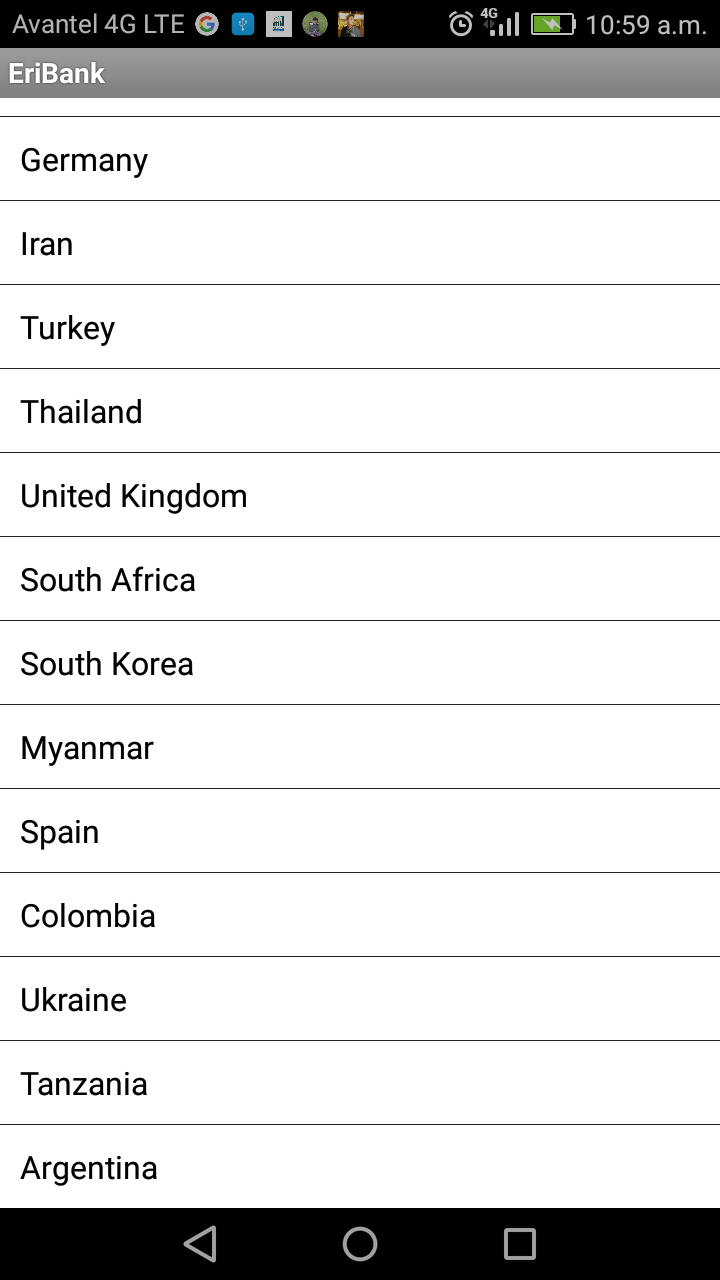 Avantel 4G LTE 4G 10:59 a.m.
EriBank
Germany
Iran
Turkey
Thailand
United Kingdom
South Africa
South Korea
Myanmar
Spain
Colombia
Ukraine
Tanzania
Argentina